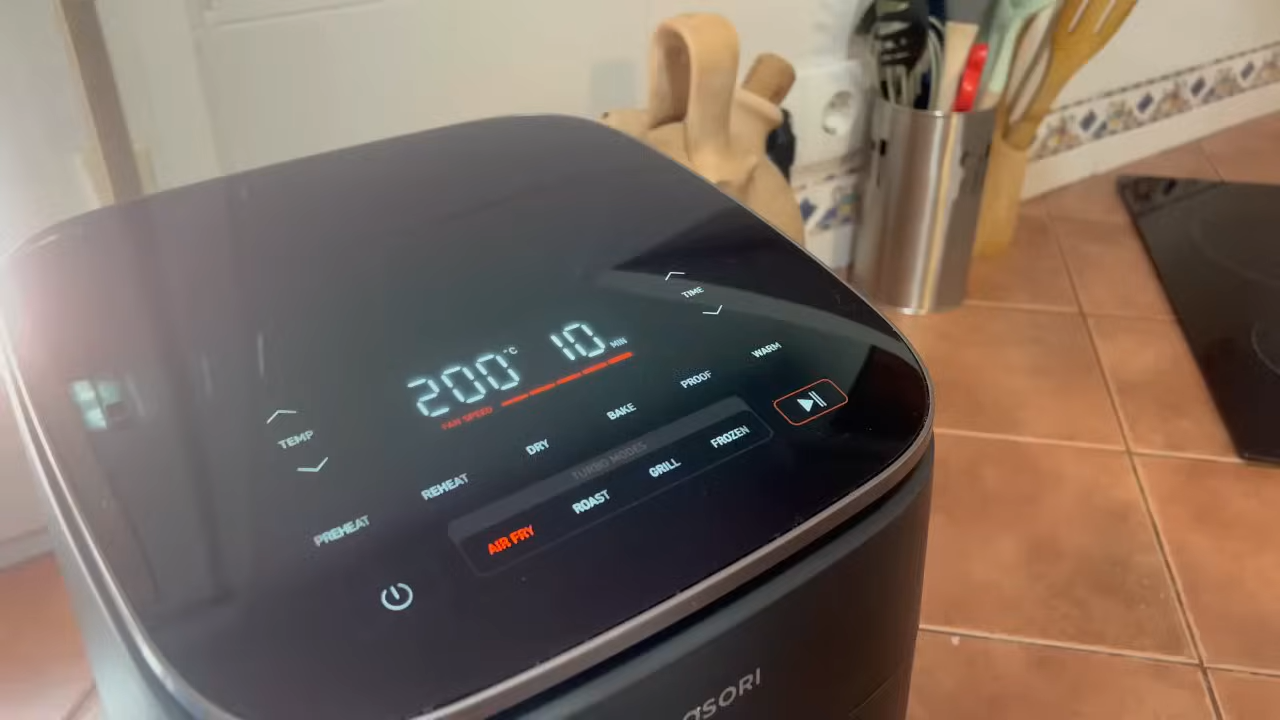 TIME
200°C 10 MIN
FAN SPEED
TEMP
PREHEAT REHEAT DRY BAKE PROOF WARM
TURBO MODES
AIR FRY ROAST GRILL FROZEN
osori